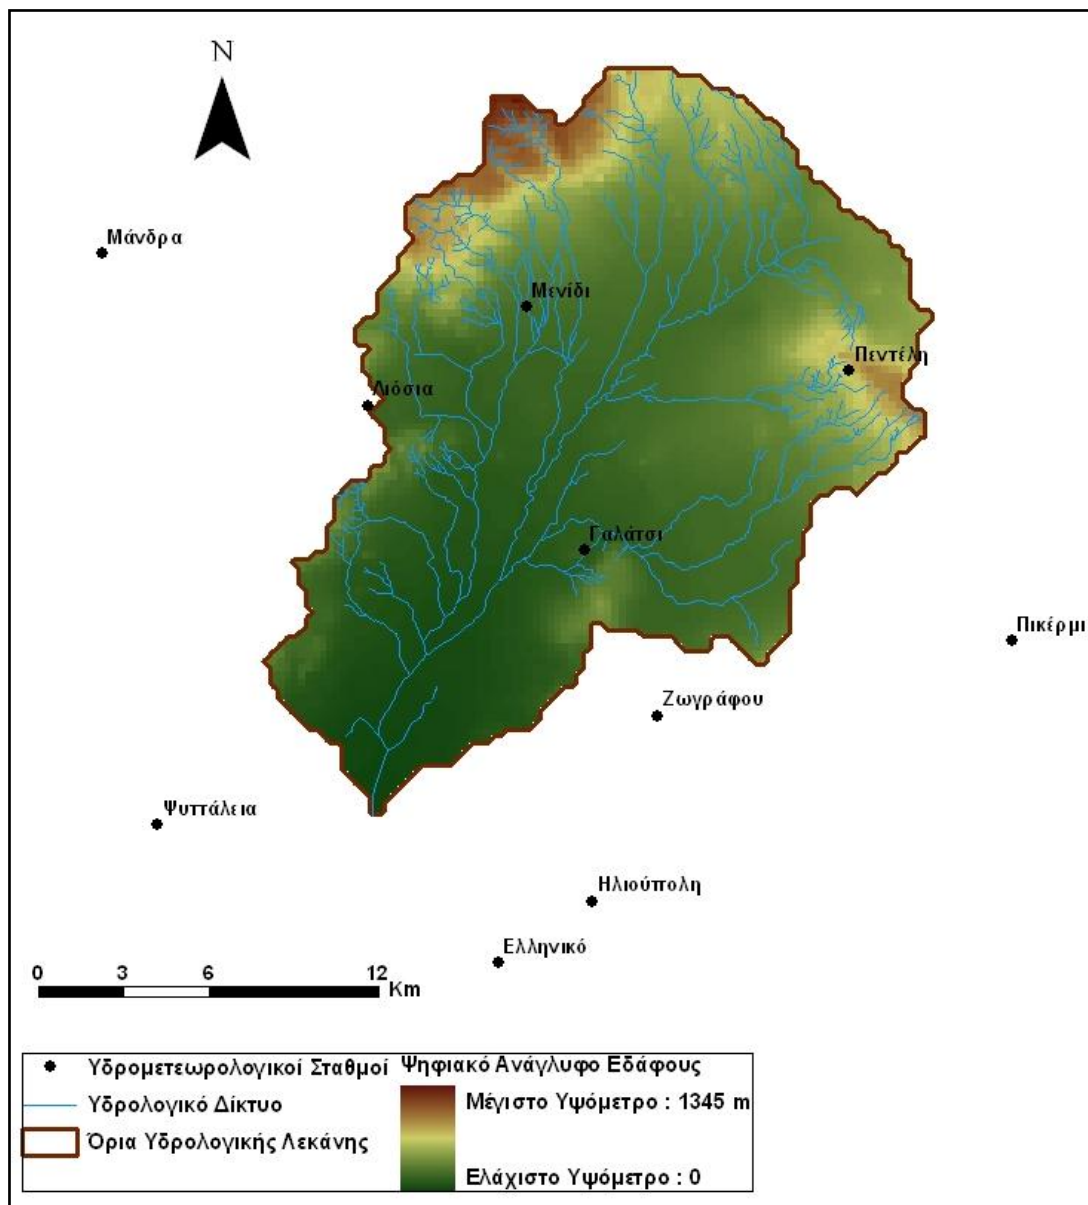 N
Μάνδρα
Μενίδι
Πεντέλη
Λιόσια
Γαλάτσι
Πικέρμι
Ζωγράφου
Ψυττάλεια
Ηλιούπολη
Ελληνικό
0 3 6 12
Km
Υδρομετεωρολογικοί Σταθμοί
Υδρολογικό Δίκτυο
Όρια Υδρολογικής Λεκάνης
Ψηφιακό Ανάγλυφο Εδάφους
Μέγιστο Υψόμετρο : 1345 m
Ελάχιστο Υψόμετρο : 0